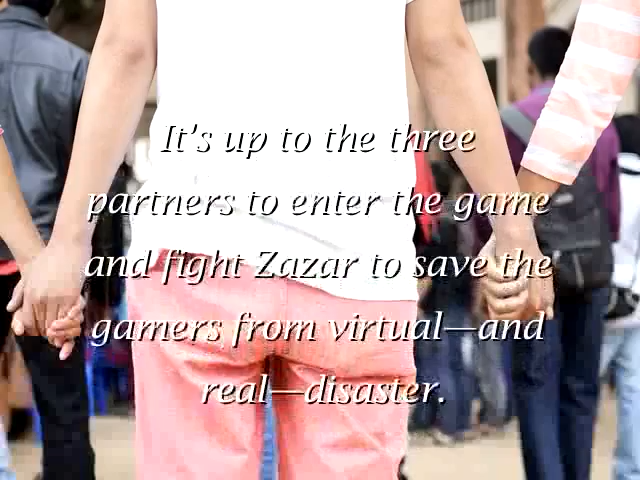 It's up to the three
partners to enter the game
and fight Zazar to save the
gamers from virtual—and
real—disaster.